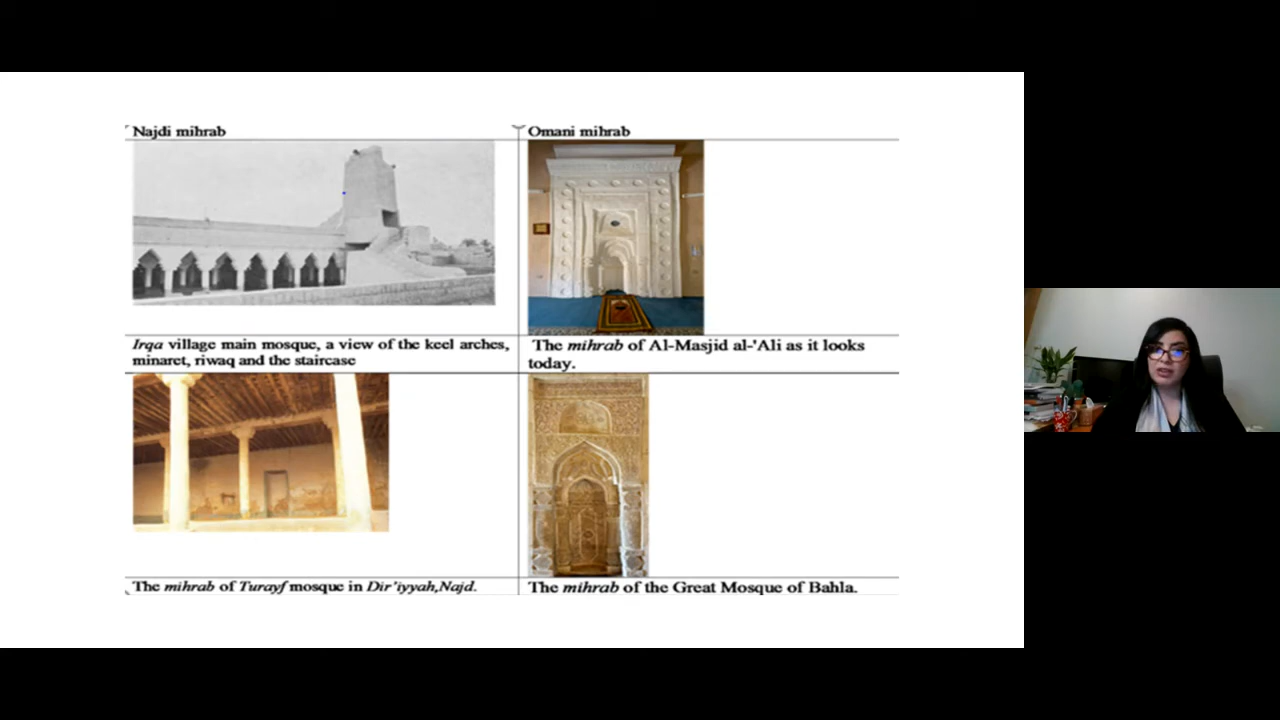 Najdi mihrab
Omani mihrab
Irqa village main mosque, a view of the keel arches,
minaret, riwaq and the staircase
The mihrab of Al-Masjid al-'Ali as it looks
today.
The mihrab of Turayf mosque in Dir'iyyah,Najd.
The mihrab of the Great Mosque of Bahla.